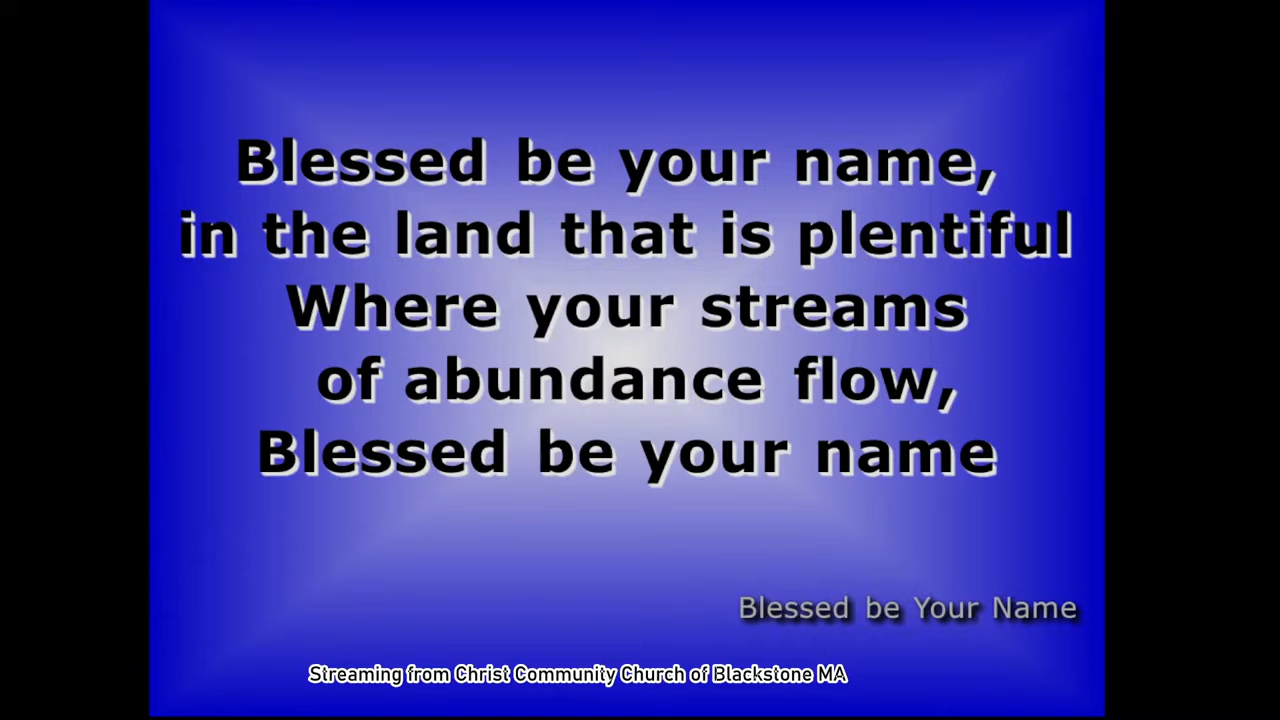 Blessed be your name,
in the land that is plentiful
Where your streams
of abundance flow,
Blessed be your name
Blessed be Your Name
Streaming from Christ Community Church of Blackstone MA